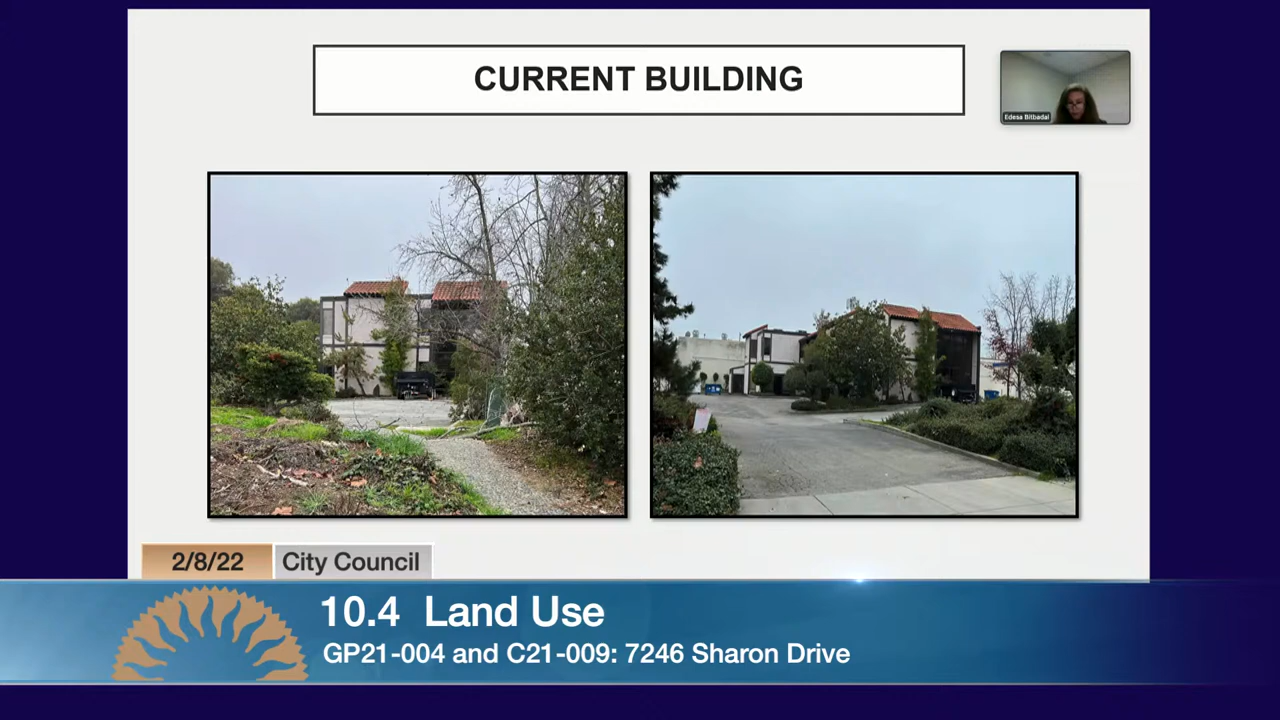 CURRENT BUILDING
Edesa Bitbadal
2/8/22 City Council
10.4 Land Use
GP21-004 and C21-009: 7246 Sharon Drive